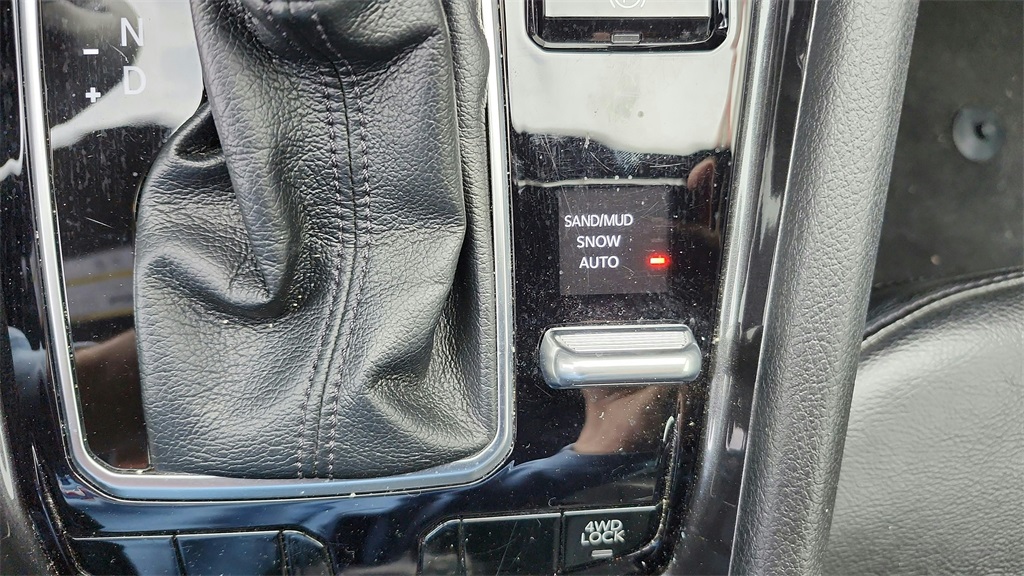 N
-
D
+
SAND/MUD
SNOW
AUTO
4WD
LOCK